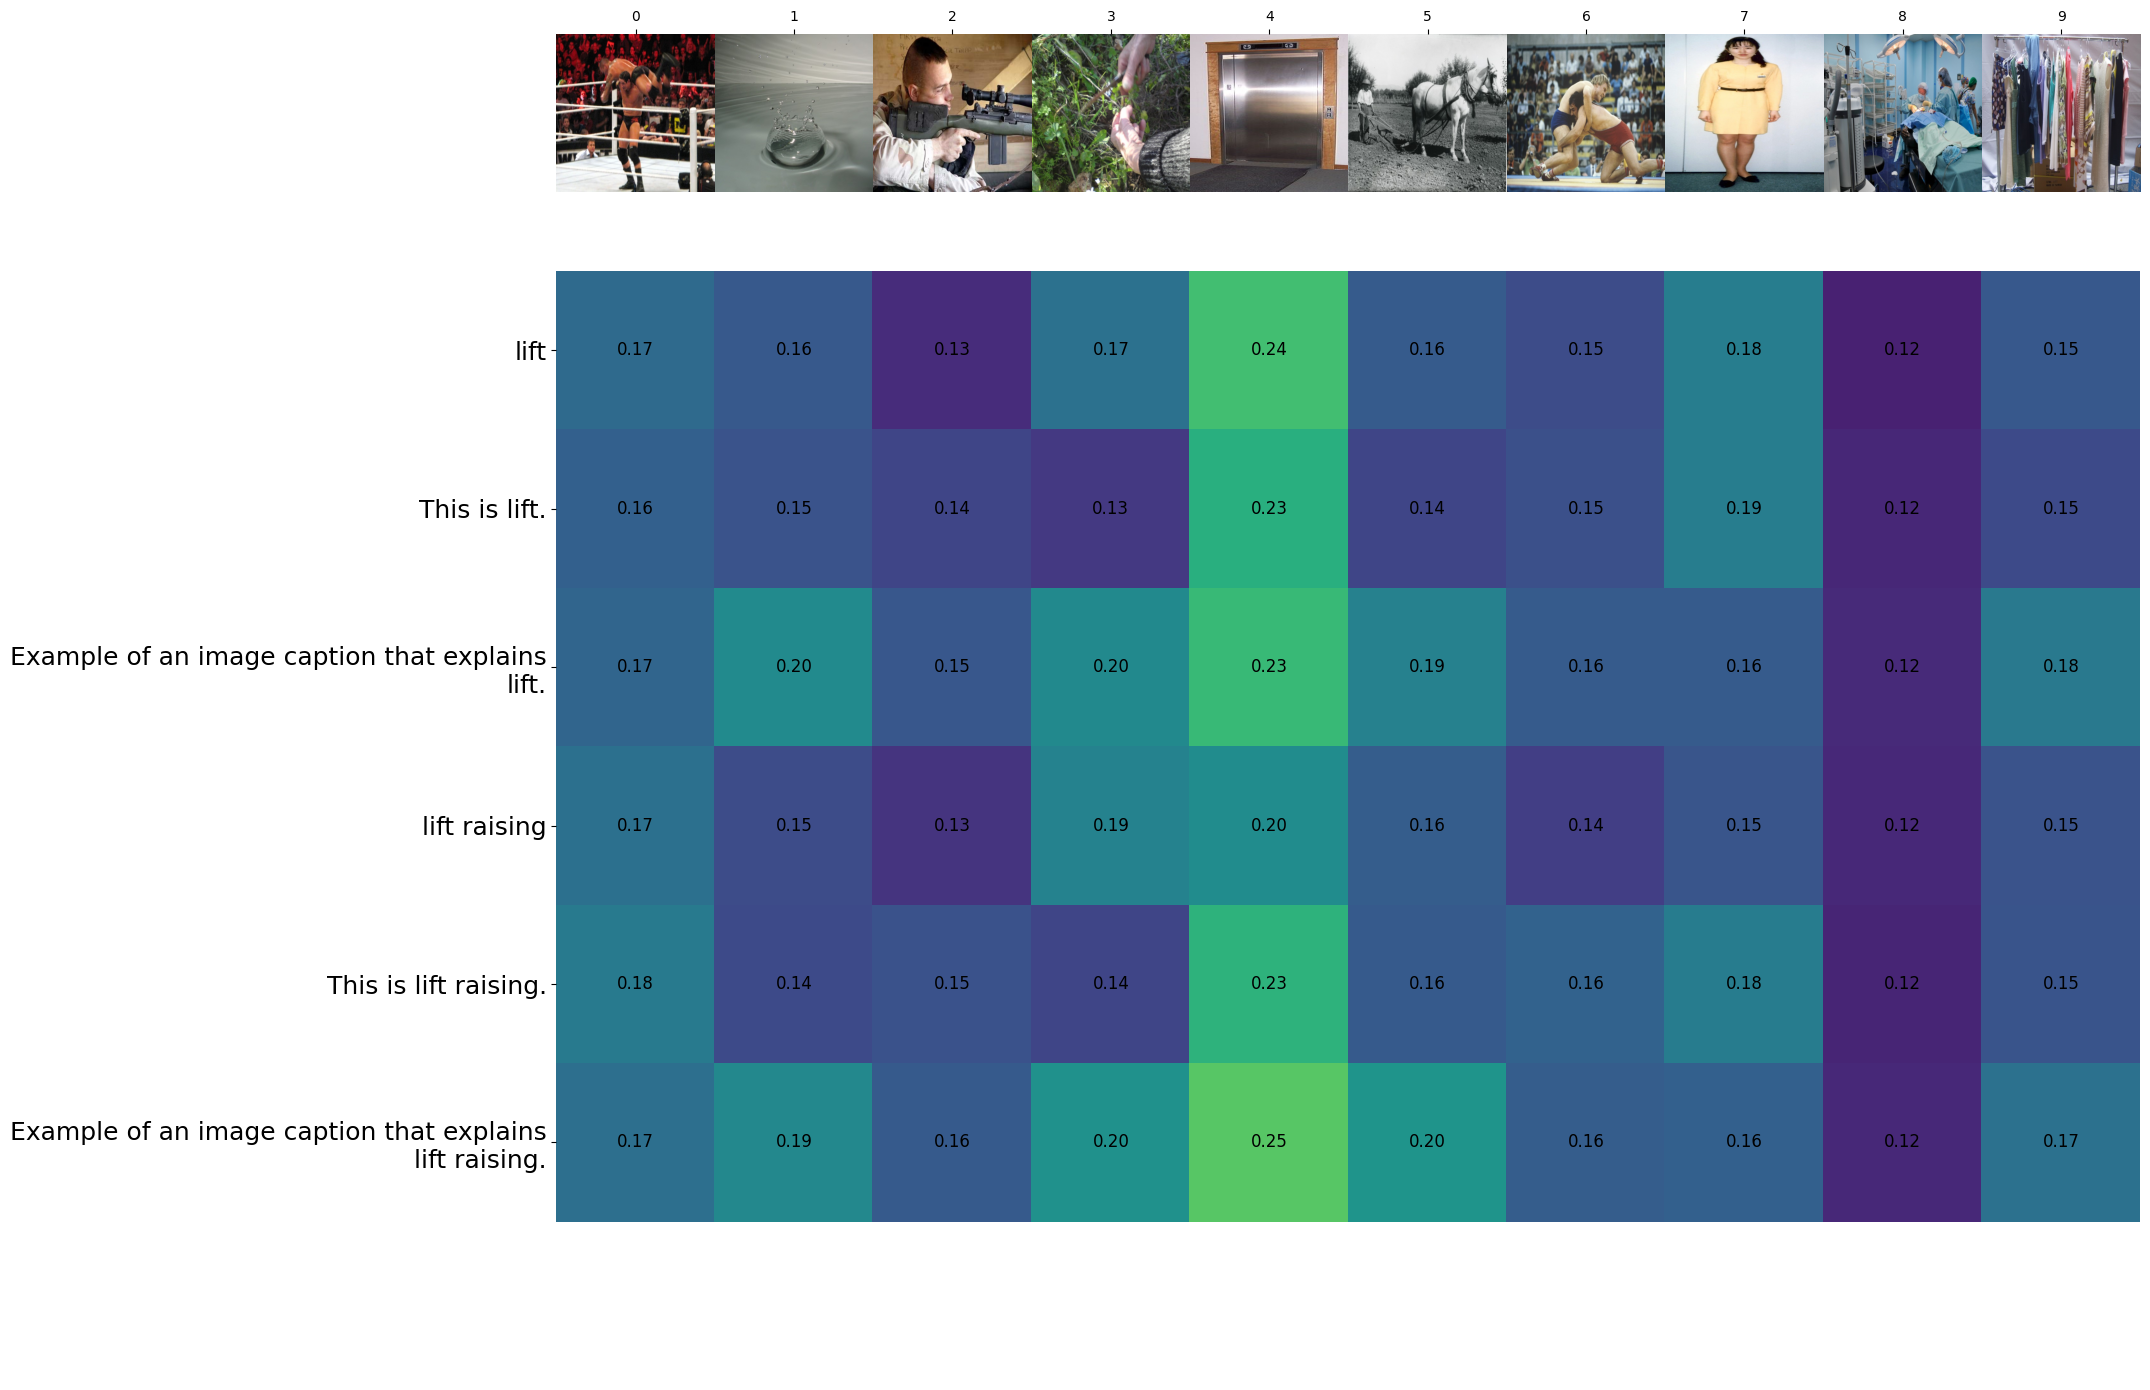 0 1 2 3 4 5 6 7 8 9
lift 0.17 0.16 0.13 0.17 0.24 0.16 0.15 0.18 0.12 0.15
This is lift. 0.16 0.15 0.14 0.13 0.23 0.14 0.15 0.19 0.12 0.15
Example of an image caption that explains
lift. 0.17 0.20 0.15 0.20 0.23 0.19 0.16 0.16 0.12 0.18
lift raising 0.17 0.15 0.13 0.19 0.20 0.16 0.14 0.15 0.12 0.15
This is lift raising. 0.18 0.14 0.15 0.14 0.23 0.16 0.16 0.18 0.12 0.15
Example of an image caption that explains
lift raising. 0.17 0.19 0.16 0.20 0.25 0.20 0.16 0.16 0.12 0.17